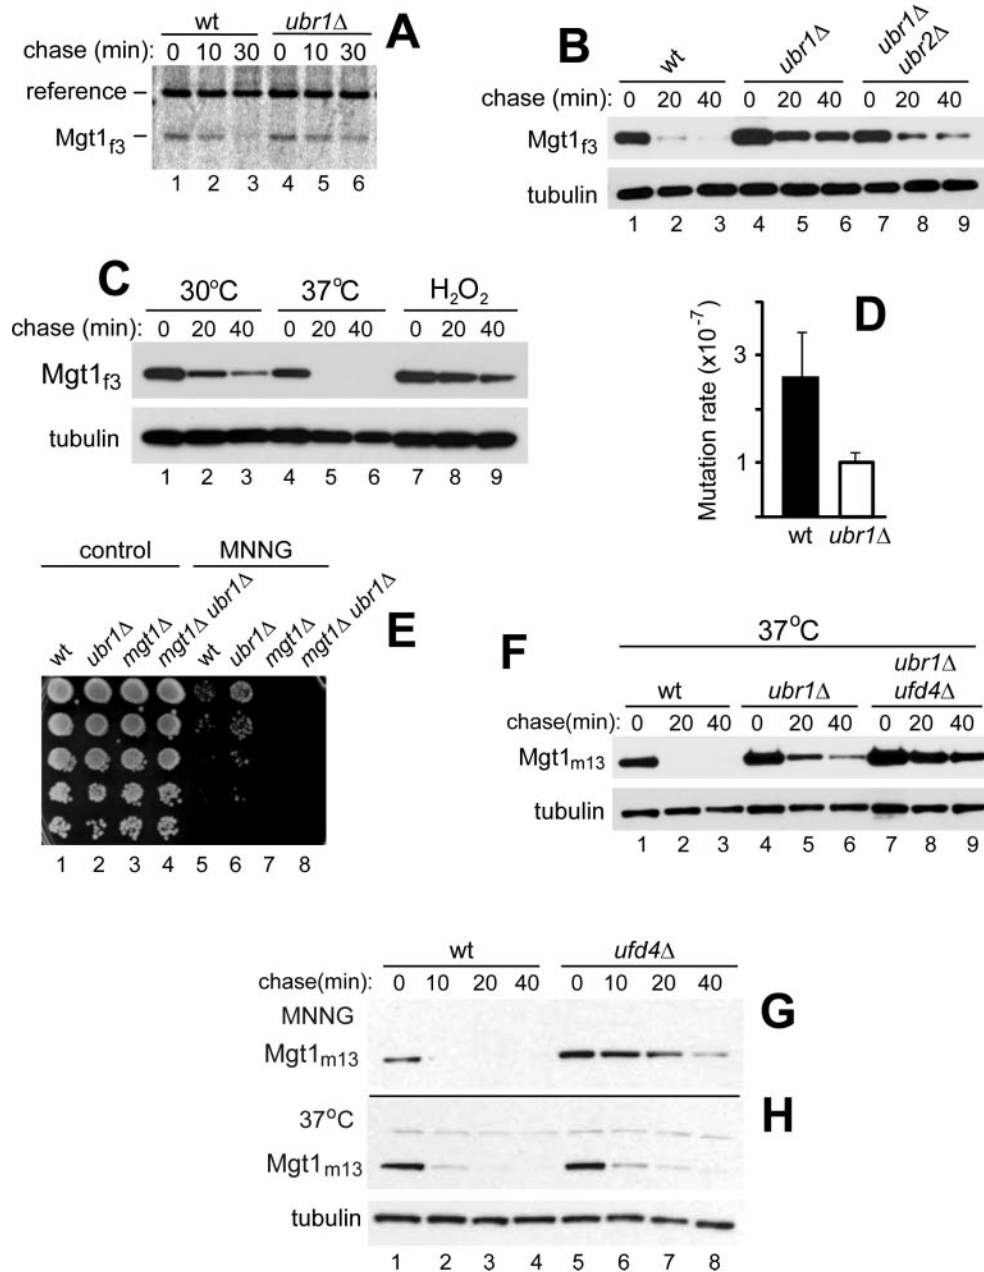 A
wt ubr1Δ
chase (min): 0 10 30 0 10 30
reference –
Mgt1f3 –
1 2 3 4 5 6
B
wt ubr1Δ ubr1Δ ubr2Δ
chase (min): 0 20 40 0 20 40 0 20 40
Mgt1f3
tubulin
1 2 3 4 5 6 7 8 9
C
30°C 37°C H2O2
chase (min): 0 20 40 0 20 40 0 20 40
Mgt1f3
tubulin
1 2 3 4 5 6 7 8 9
D
Mutation rate (x10-7)
3
1
wt ubr1Δ
E
control MNNG
wt ubr1Δ mgt1Δ mgt1Δ ubr1Δ wt ubr1Δ mgt1Δ mgt1Δ ubr1Δ
1 2 3 4 5 6 7 8
F
37°C
wt ubr1Δ ubr1Δ ufd4Δ
chase(min): 0 20 40 0 20 40 0 20 40
Mgt1m13
tubulin
1 2 3 4 5 6 7 8 9
wt ufd4Δ
chase(min): 0 10 20 40 0 10 20 40
G
MNNG
Mgt1m13
H
37°C
Mgt1m13
tubulin
1 2 3 4 5 6 7 8